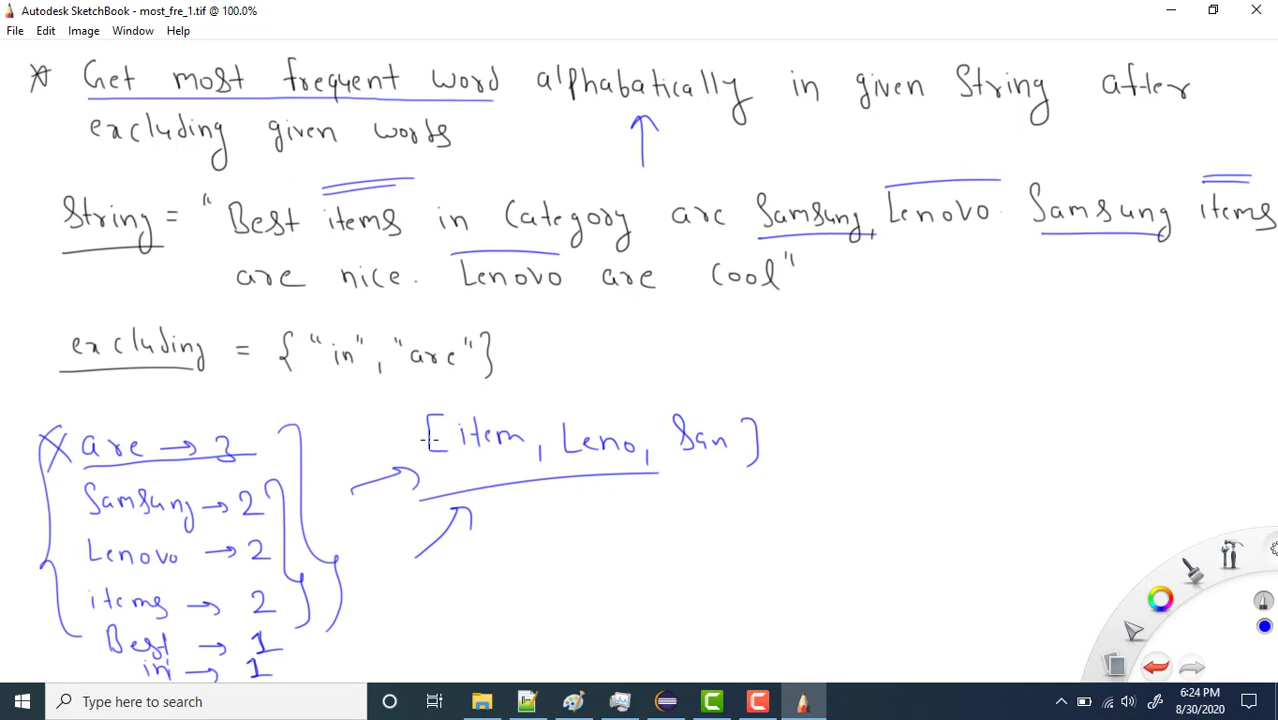 Autodesk SketchBook - most_fre_1.tif @ 100.0%
File Edit Image Window Help
Get most frequent word alphabatically in given String after
excluding given words
String = "Best items in Category are Samsung, Lenovo. Samsung items
are nice. Lenovo are cool"
excluding = {"in", "are"}
[item, Leno, San]
X are → 3
Samsung → 2
Lenovo → 2
items → 2
Best → 1
in → 1
Type here to search
6:24 PM
8/30/2020